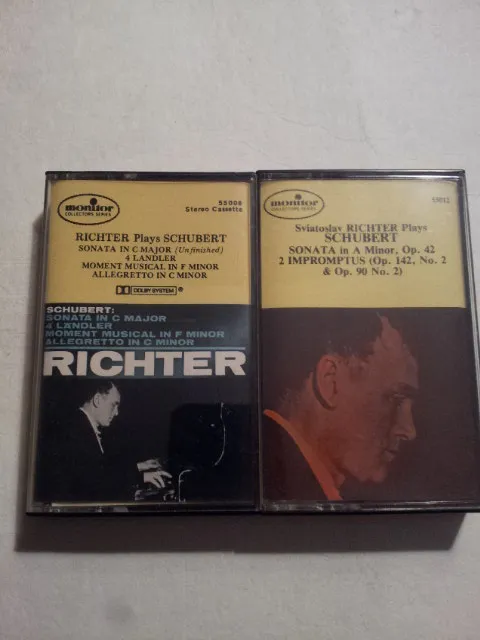 monitor
COLLECTORS SERIES
55008
Stereo Cassette
RICHTER Plays SCHUBERT
SONATA IN C MAJOR (Unfinished)
4 LANDLER
MOMENT MUSICAL IN F MINOR
ALLEGRETTO IN C MINOR
DOLBY SYSTEM®
SCHUBERT:
SONATA IN C MAJOR
4 LÄNDLER
MOMENT MUSICAL IN F MINOR
ALLEGRETTO IN C MINOR
RICHTER
monitor
COLLECTORS SERIES
55012
Sviatoslav RICHTER Plays
SCHUBERT
SONATA in A Minor, Op. 42
2 IMPROMPTUS (Op. 142, No. 2
& Op. 90 No. 2)